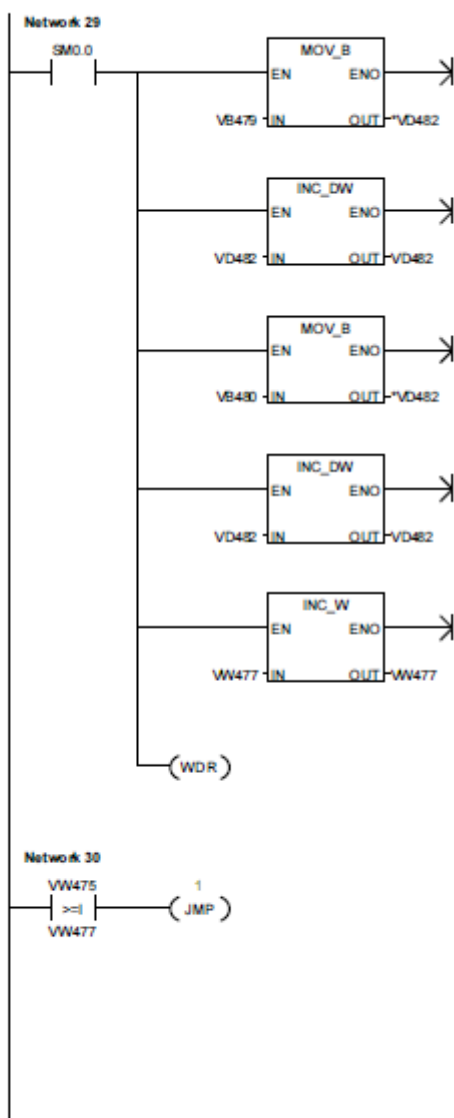 Network 29
SM0.0
MOV_B
EN ENO
VB479 IN OUT *VD482
INC_DW
EN ENO
VD482 IN OUT VD482
MOV_B
EN ENO
VB480 IN OUT *VD482
INC_DW
EN ENO
VD482 IN OUT VD482
INC_W
EN ENO
VW477 IN OUT VW477
WDR
Network 30
VW475 1
>=I JMP
VW477